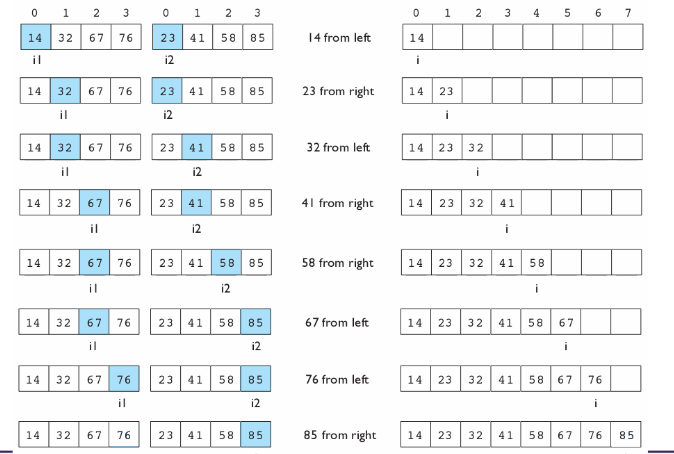 0 1 2 3 0 1 2 3 0 1 2 3 4 5 6 7
14 32 67 76 23 41 58 85 14 from left 14
i1 i2 i
14 32 67 76 23 41 58 85 23 from right 14 23
i1 i2 i
14 32 67 76 23 41 58 85 32 from left 14 23 32
i1 i2 i
14 32 67 76 23 41 58 85 41 from right 14 23 32 41
i1 i2 i
14 32 67 76 23 41 58 85 58 from right 14 23 32 41 58
i1 i2 i
14 32 67 76 23 41 58 85 67 from left 14 23 32 41 58 67
i1 i2 i
14 32 67 76 23 41 58 85 76 from left 14 23 32 41 58 67 76
i1 i2 i
14 32 67 76 23 41 58 85 85 from right 14 23 32 41 58 67 76 85